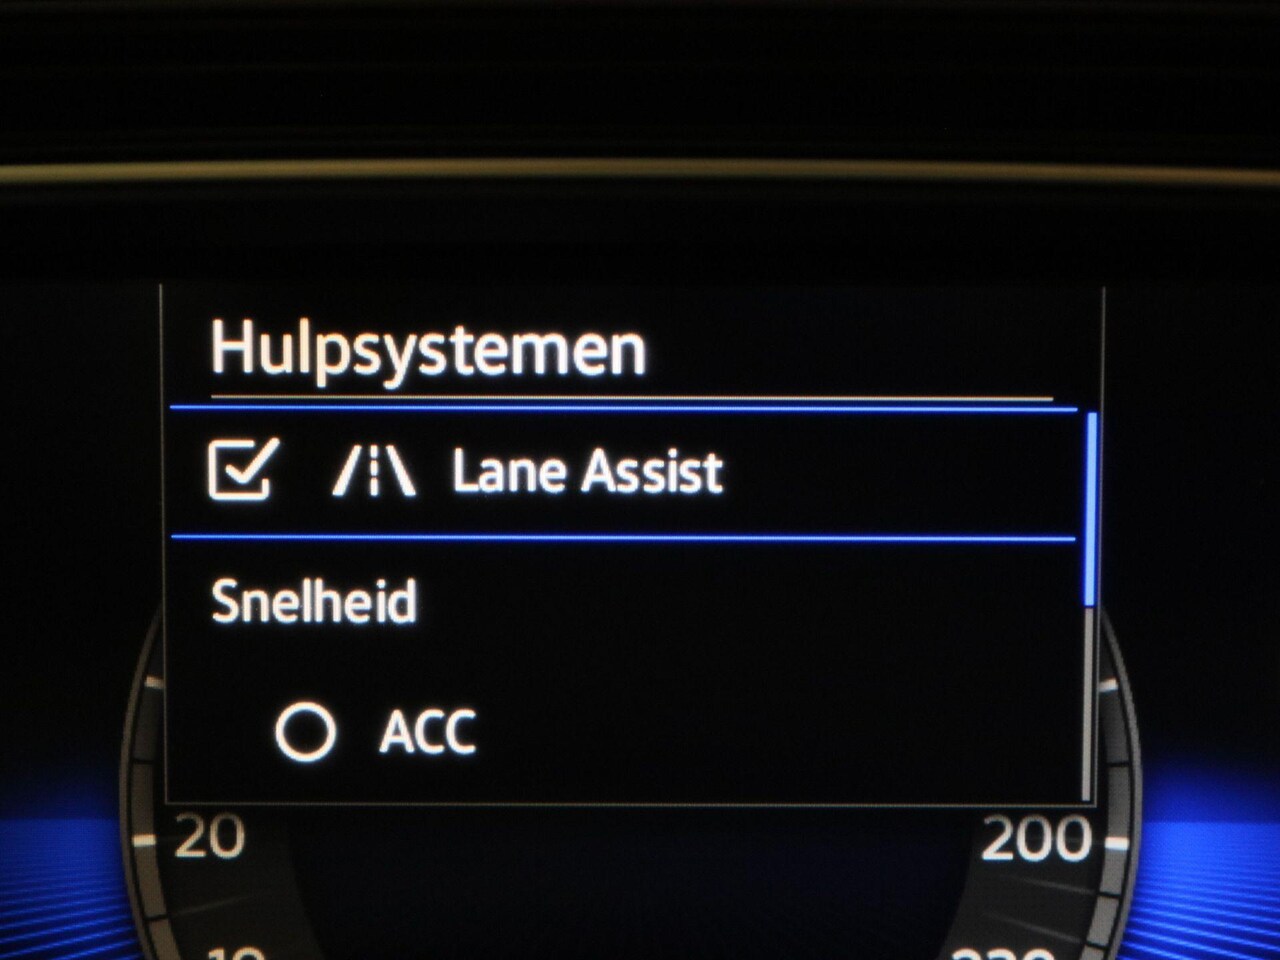 Hulpsystemen
Lane Assist
Snelheid
ACC
20
200